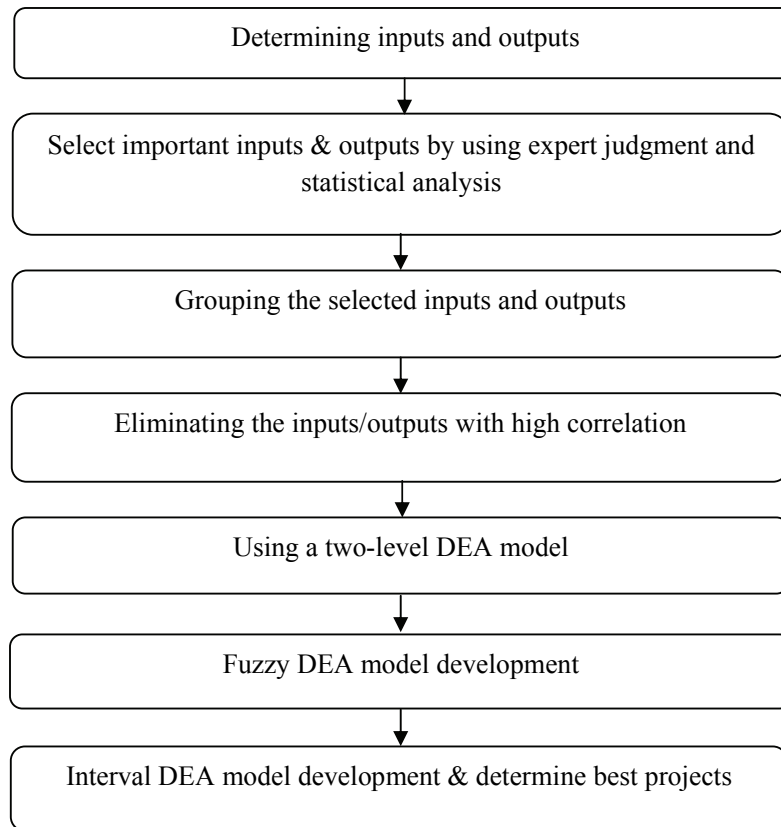 Determining inputs and outputs
Select important inputs & outputs by using expert judgment and
statistical analysis
Grouping the selected inputs and outputs
Eliminating the inputs/outputs with high correlation
Using a two-level DEA model
Fuzzy DEA model development
Interval DEA model development & determine best projects